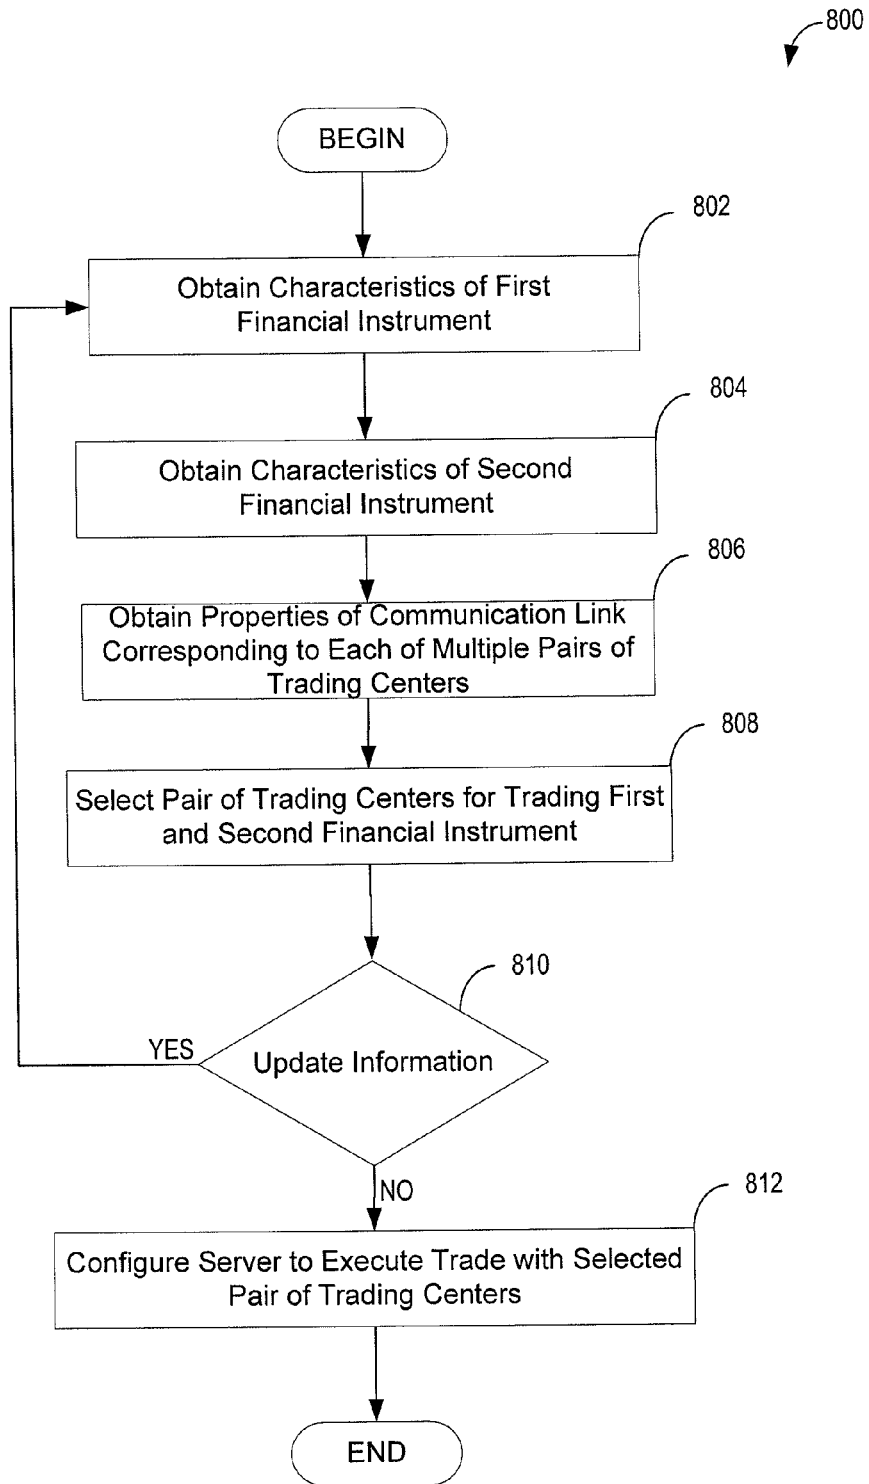 800
BEGIN
802
Obtain Characteristics of First
Financial Instrument
804
Obtain Characteristics of Second
Financial Instrument
806
Obtain Properties of Communication Link
Corresponding to Each of Multiple Pairs of
Trading Centers
808
Select Pair of Trading Centers for Trading First
and Second Financial Instrument
810
YES
Update Information
NO
812
Configure Server to Execute Trade with Selected
Pair of Trading Centers
END